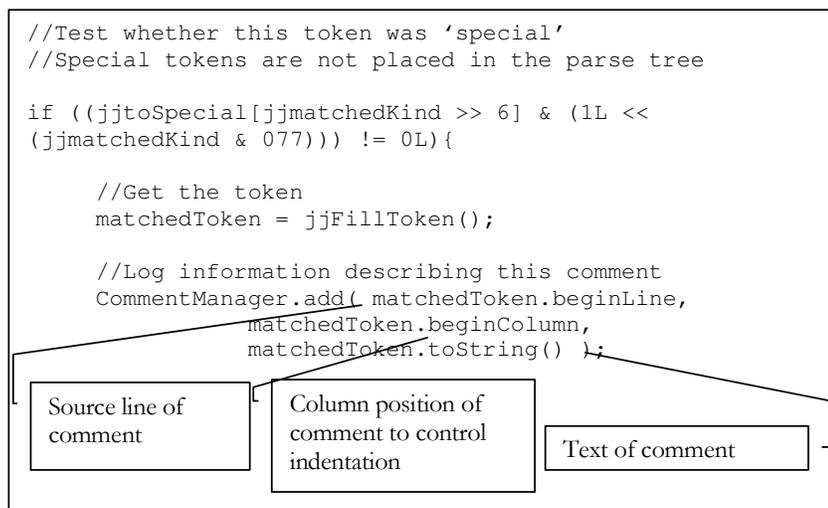 //Test whether this token was ‘special’
//Special tokens are not placed in the parse tree
if ((jjtoSpecial[jjmatchedKind >> 6] & (1L <<
(jjmatchedKind & 077))) != 0L){
//Get the token
matchedToken = jjFillToken();
//Log information describing this comment
CommentManager.add( matchedToken.beginLine,
matchedToken.beginColumn,
matchedToken.toString() );
Source line of
comment
Column position of
comment to control
indentation
Text of comment